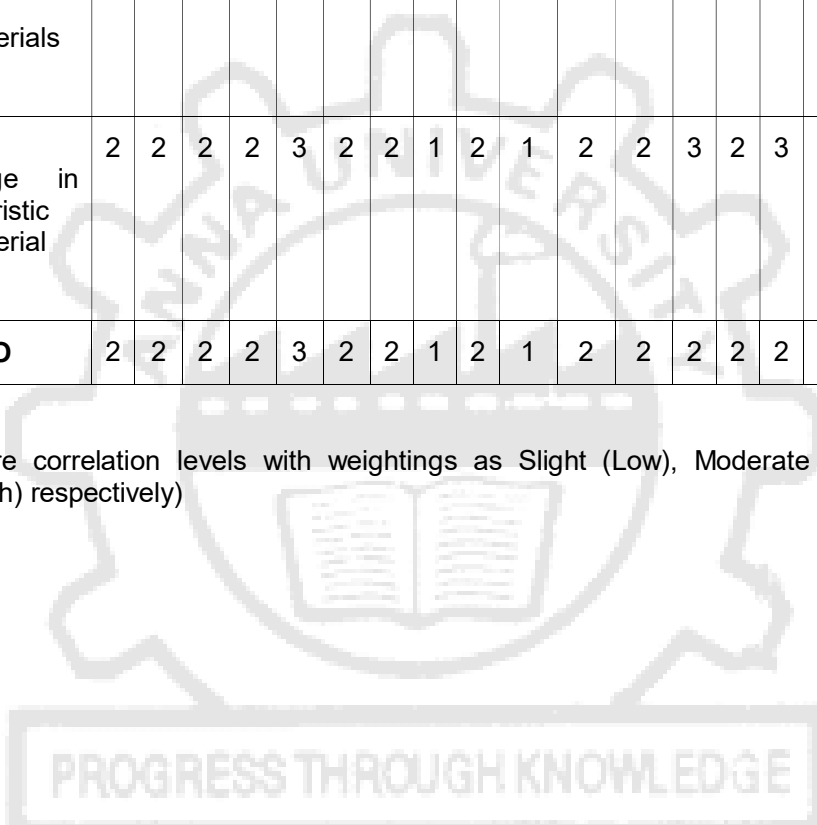 erials
2 2 2 2 3 2 2 1 2 1 2 2 3 2 3
ge in
ristic
erial
D 2 2 2 2 3 2 2 1 2 1 2 2 2 2 2
re correlation levels with weightings as Slight (Low), Moderate
h) respectively)
ANNA UNIVERSITY
PROGRESS THROUGH KNOWLEDGE